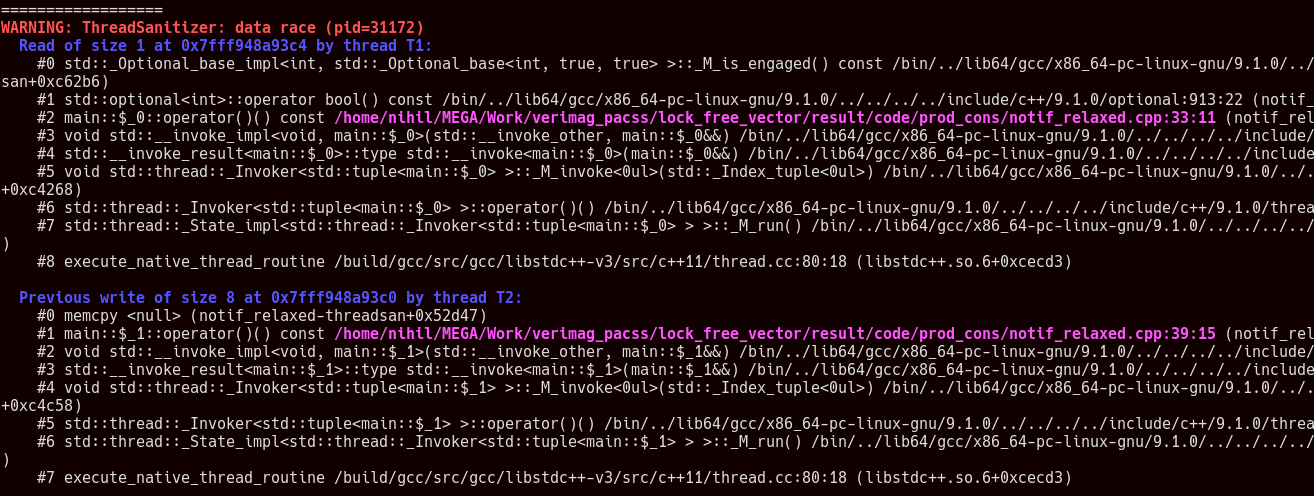 ==================
WARNING: ThreadSanitizer: data race (pid=31172)
Read of size 1 at 0x7fff948a93c4 by thread T1:
#0 std::_Optional_base_impl<int, std::_Optional_base<int, true, true> >::_M_is_engaged() const /bin/../lib64/gcc/x86_64-pc-linux-gnu/9.1.0/../
san+0xc62b6)
#1 std::optional<int>::operator bool() const /bin/../lib64/gcc/x86_64-pc-linux-gnu/9.1.0/../../../../include/c++/9.1.0/optional:913:22 (notif_
#2 main::$_0::operator()() const /home/nihil/MEGA/Work/verimag_pacss/lock_free_vector/result/code/prod_cons/notif_relaxed.cpp:33:11 (notif_rel
#3 void std::__invoke_impl<void, main::$_0>(std::__invoke_other, main::$_0&&) /bin/../lib64/gcc/x86_64-pc-linux-gnu/9.1.0/../../../../include/
#4 std::__invoke_result<main::$_0>::type std::__invoke<main::$_0>(main::$_0&&) /bin/../lib64/gcc/x86_64-pc-linux-gnu/9.1.0/../../../../include
#5 void std::thread::_Invoker<std::tuple<main::$_0> >::_M_invoke<0ul>(std::_Index_tuple<0ul>) /bin/../lib64/gcc/x86_64-pc-linux-gnu/9.1.0/../.
+0xc4268)
#6 std::thread::_Invoker<std::tuple<main::$_0> >::operator()() /bin/../lib64/gcc/x86_64-pc-linux-gnu/9.1.0/../../../../include/c++/9.1.0/threa
#7 std::thread::_State_impl<std::thread::_Invoker<std::tuple<main::$_0> > >::_M_run() /bin/../lib64/gcc/x86_64-pc-linux-gnu/9.1.0/../../../../
)
#8 execute_native_thread_routine /build/gcc/src/gcc/libstdc++-v3/src/c++11/thread.cc:80:18 (libstdc++.so.6+0xcecd3)
Previous write of size 8 at 0x7fff948a93c0 by thread T2:
#0 memcpy <null> (notif_relaxed-threadsan+0x52d47)
#1 main::$_1::operator()() const /home/nihil/MEGA/Work/verimag_pacss/lock_free_vector/result/code/prod_cons/notif_relaxed.cpp:39:15 (notif_rel
#2 void std::__invoke_impl<void, main::$_1>(std::__invoke_other, main::$_1&&) /bin/../lib64/gcc/x86_64-pc-linux-gnu/9.1.0/../../../../include/
#3 std::__invoke_result<main::$_1>::type std::__invoke<main::$_1>(main::$_1&&) /bin/../lib64/gcc/x86_64-pc-linux-gnu/9.1.0/../../../../include
#4 void std::thread::_Invoker<std::tuple<main::$_1> >::_M_invoke<0ul>(std::_Index_tuple<0ul>) /bin/../lib64/gcc/x86_64-pc-linux-gnu/9.1.0/../.
+0xc4c58)
#5 std::thread::_Invoker<std::tuple<main::$_1> >::operator()() /bin/../lib64/gcc/x86_64-pc-linux-gnu/9.1.0/../../../../include/c++/9.1.0/threa
#6 std::thread::_State_impl<std::thread::_Invoker<std::tuple<main::$_1> > >::_M_run() /bin/../lib64/gcc/x86_64-pc-linux-gnu/9.1.0/../../../../
)
#7 execute_native_thread_routine /build/gcc/src/gcc/libstdc++-v3/src/c++11/thread.cc:80:18 (libstdc++.so.6+0xcecd3)